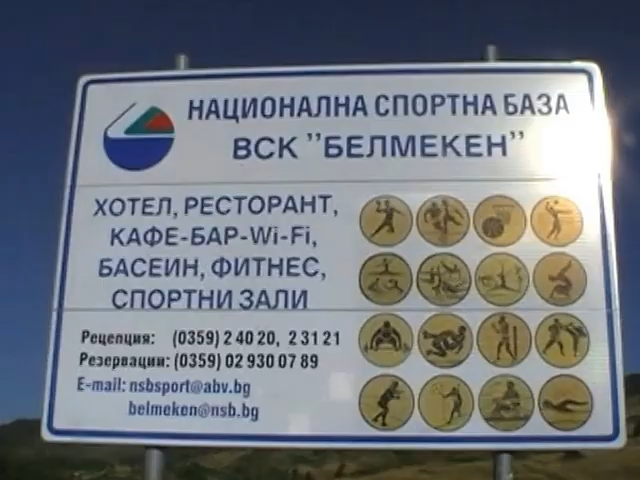 НАЦИОНАЛНА СПОРТНА БАЗА
ВСК "БЕЛМЕКЕН"
ХОТЕЛ, РЕСТОРАНТ,
КАФЕ-БАР-Wi-Fi,
БАСЕИН, ФИТНЕС,
СПОРТНИ ЗАЛИ
Рецепция: (0359) 2 40 20, 2 31 21
Резервации: (0359) 02 930 07 89
E-mail: nsbsport@abv.bg
belmeken@nsb.bg